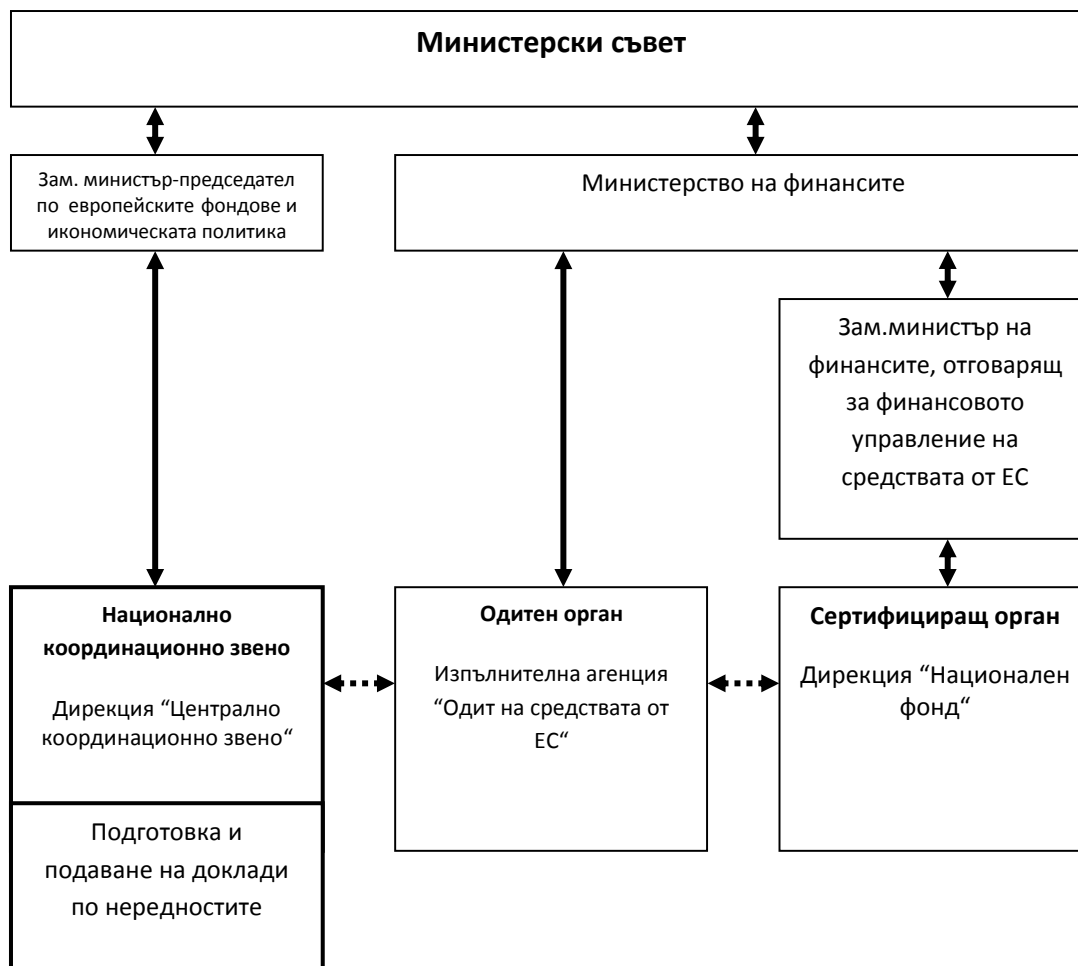 Министерски съвет
Зам. министър-председател
по европейските фондове и
икономическата политика
Министерство на финансите
Зам.министър на
финансите, отговарящ
за финансовото
управление на
средствата от ЕС
Национално
координационно звено
Дирекция “Централно
координационно звено“
Подготовка и
подаване на доклади
по нередностите
Одитен орган
Изпълнителна агенция
“Одит на средствата от
ЕС“
Сертифициращ орган
Дирекция “Национален
фонд“